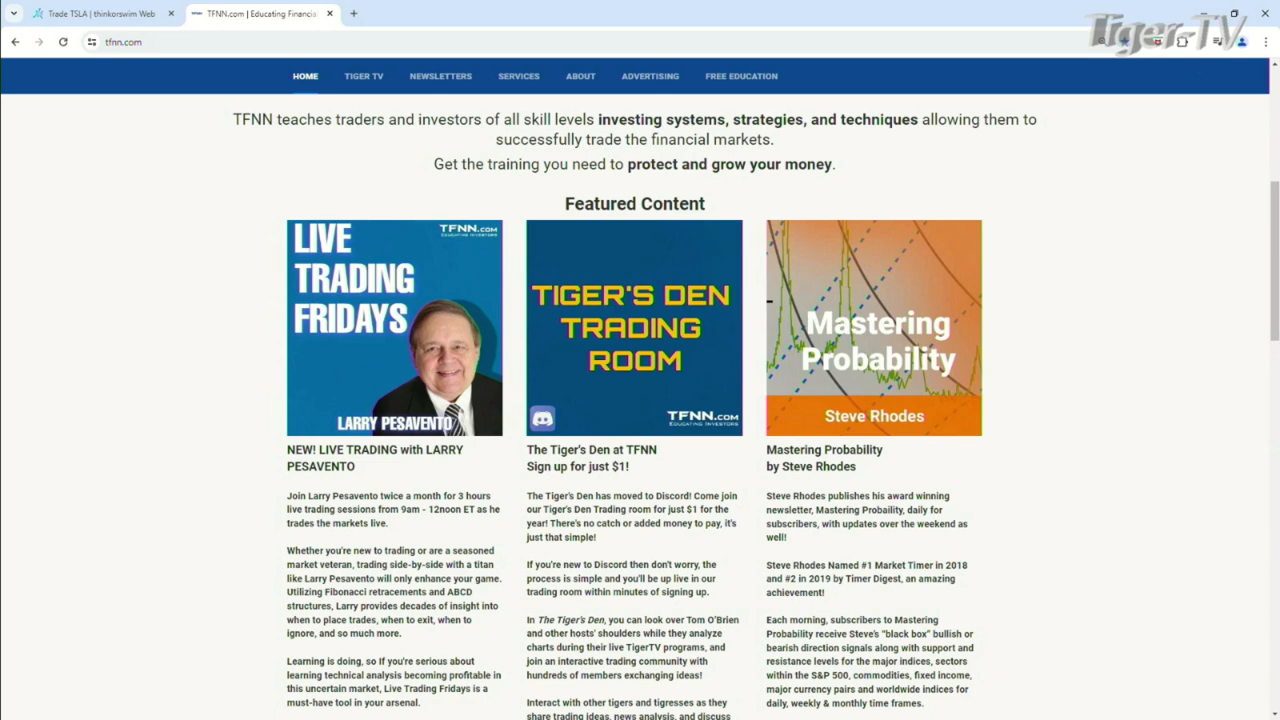 Trade TSLA | thinkorswim Web
TFNN.com | Educating Financia
Tiger-TV
tfnn.com
HOME TIGER TV NEWSLETTERS SERVICES ABOUT ADVERTISING FREE EDUCATION
TFNN teaches traders and investors of all skill levels investing systems, strategies, and techniques allowing them to
successfully trade the financial markets.
Get the training you need to protect and grow your money.
Featured Content
LIVE
TRADING
FRIDAYS
TFNN.COM
EDUCATING INVESTORS
LARRY PESAVENTO
NEW! LIVE TRADING with LARRY
PESAVENTO
Join Larry Pesavento twice a month for 3 hours
live trading sessions from 9am - 12noon ET as he
trades the markets live.
Whether you're new to trading or are a seasoned
market veteran, trading side-by-side with a titan
like Larry Pesavento will only enhance your game.
Utilizing Fibonacci retracements and ABCD
structures, Larry provides decades of insight into
when to place trades, when to exit, when to
ignore, and so much more.
Learning is doing, so If you're serious about
learning technical analysis becoming profitable in
this uncertain market, Live Trading Fridays is a
must-have tool in your arsenal.
TIGER'S DEN
TRADING
ROOM
TFNN.COM
EDUCATING INVESTORS
The Tiger's Den at TFNN
Sign up for just $1!
The Tiger's Den has moved to Discord! Come join
our Tiger's Den Trading room for just $1 for the
year! There's no catch or added money to pay, it's
just that simple!
If you're new to Discord then don't worry, the
process is simple and you'll be up live in our
trading room within minutes of signing up.
In The Tiger's Den, you can look over Tom O'Brien
and other hosts' shoulders while they analyze
charts during their live TigerTV programs, and
join an interactive trading community with
hundreds of members exchanging ideas!
Interact with other tigers and tigresses as they
share trading ideas, news analysis, and discuss
Mastering
Probability
Steve Rhodes
Mastering Probability
by Steve Rhodes
Steve Rhodes publishes his award winning
newsletter, Mastering Probaility, daily for
subscribers, with updates over the weekend as
well!
Steve Rhodes Named #1 Market Timer in 2018
and #2 in 2019 by Timer Digest, an amazing
achievement!
Each morning, subscribers to Mastering
Probability receive Steve's "black box" bullish or
bearish direction signals along with support and
resistance levels for the major indices, sectors
within the S&P 500, commodities, fixed income,
major currency pairs and worldwide indices for
daily, weekly & monthly time frames.